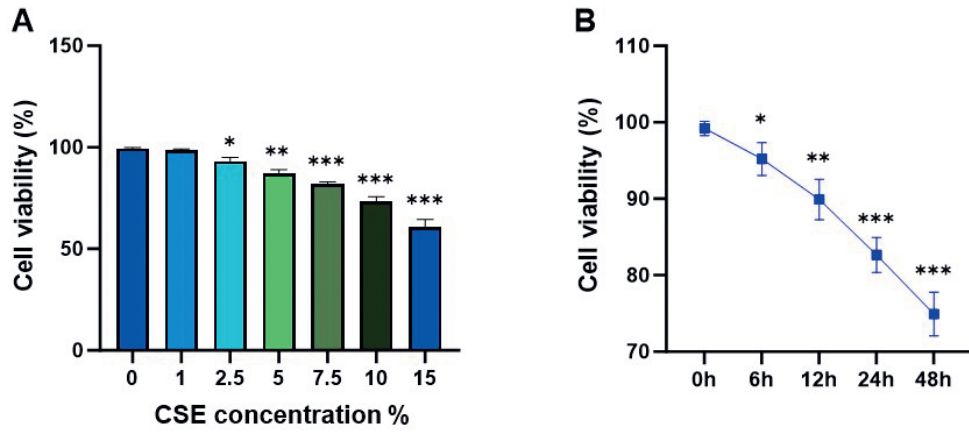 A
Cell viability (%)
150
100
50
0
*
**
***
***
***
0 1 2.5 5 7.5 10 15
CSE concentration %
B
Cell viability (%)
110
100
90
80
70
*
**
***
***
0h 6h 12h 24h 48h